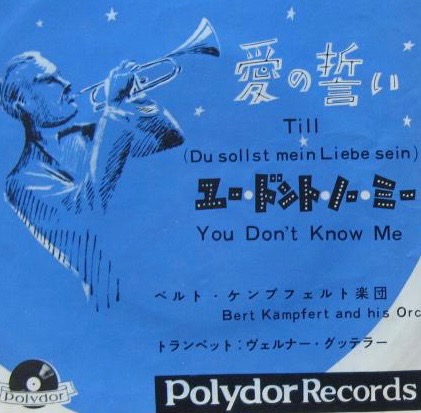 愛の誓い
Till
(Du sollst mein Liebe sein)
ユー・ドント・ノー・ミー
You Don't Know Me
ベルト・ケンプフェルト楽団
Bert Kämpfert and his Orc
トランペット：ヴェルナー・グッテラー
Polydor
Polydor Records